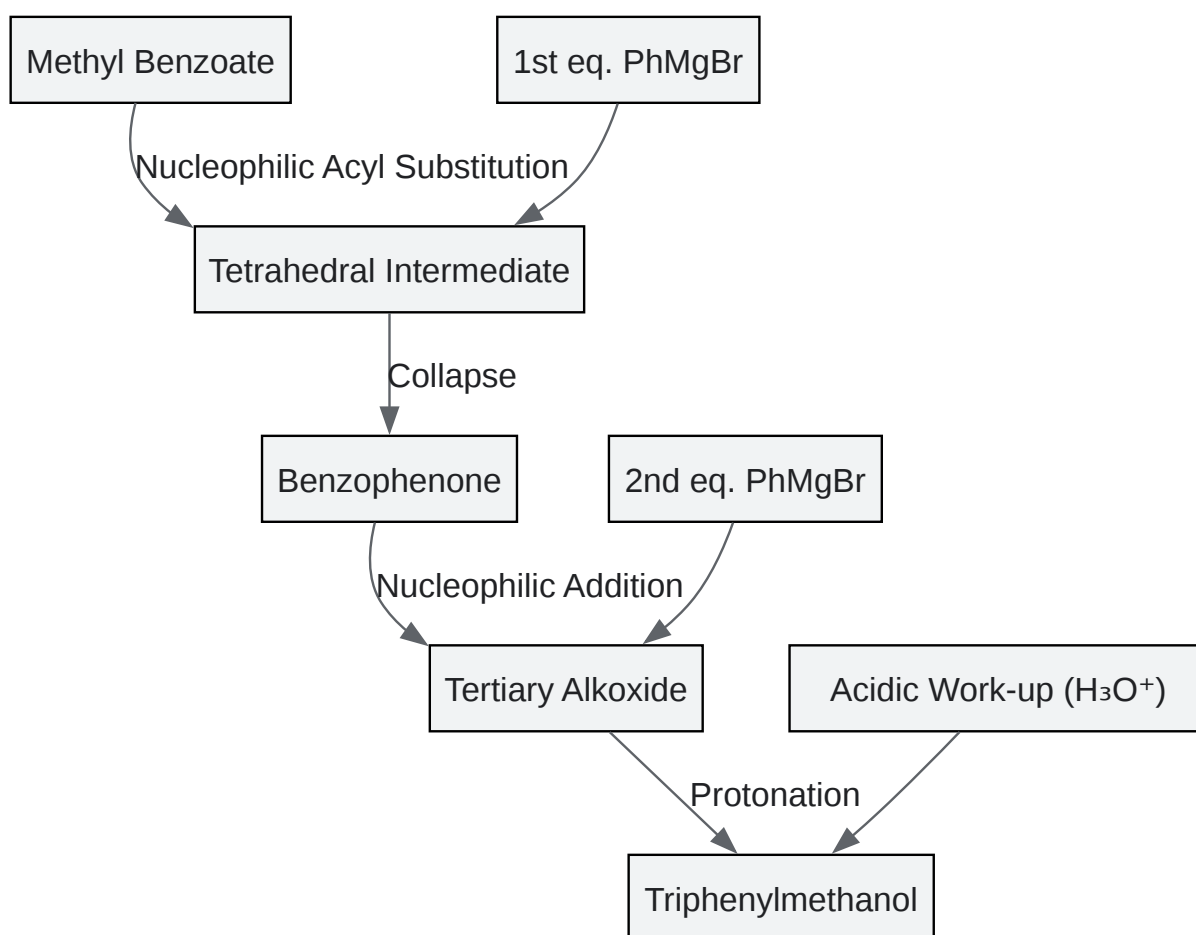 Methyl Benzoate
1st eq. PhMgBr
Nucleophilic Acyl Substitution
Tetrahedral Intermediate
Collapse
Benzophenone
2nd eq. PhMgBr
Nucleophilic Addition
Tertiary Alkoxide
Acidic Work-up (H₃O⁺)
Protonation
Triphenylmethanol